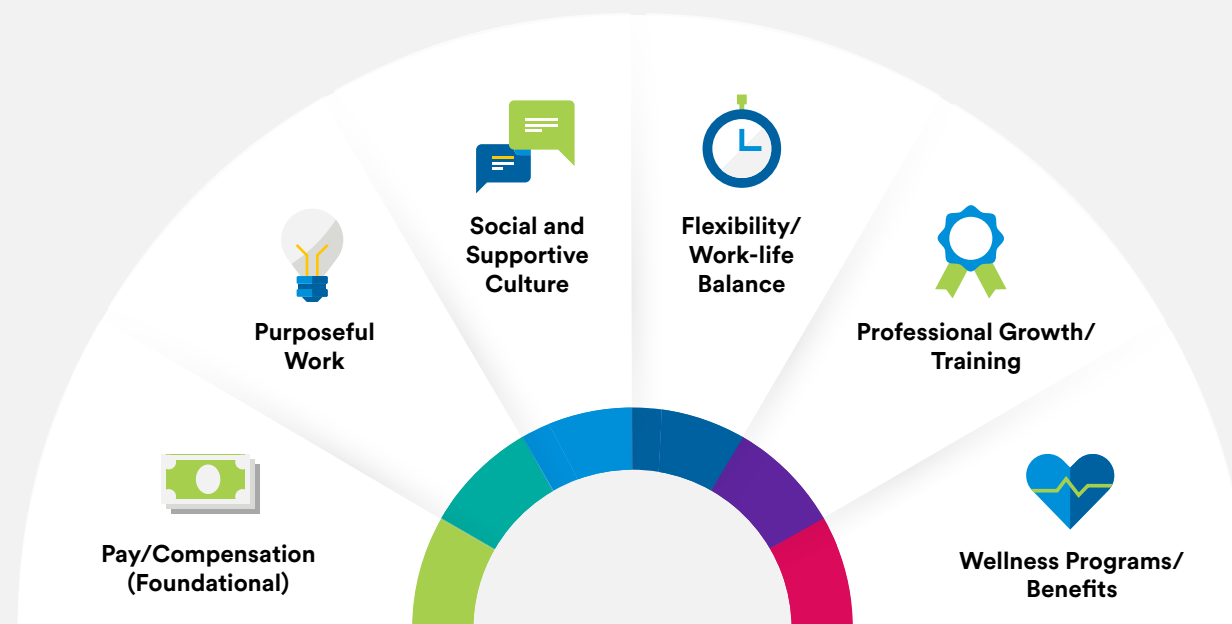 Pay/Compensation
(Foundational)
Purposeful
Work
Social and
Supportive
Culture
Flexibility/
Work-life
Balance
Professional Growth/
Training
Wellness Programs/
Benefits